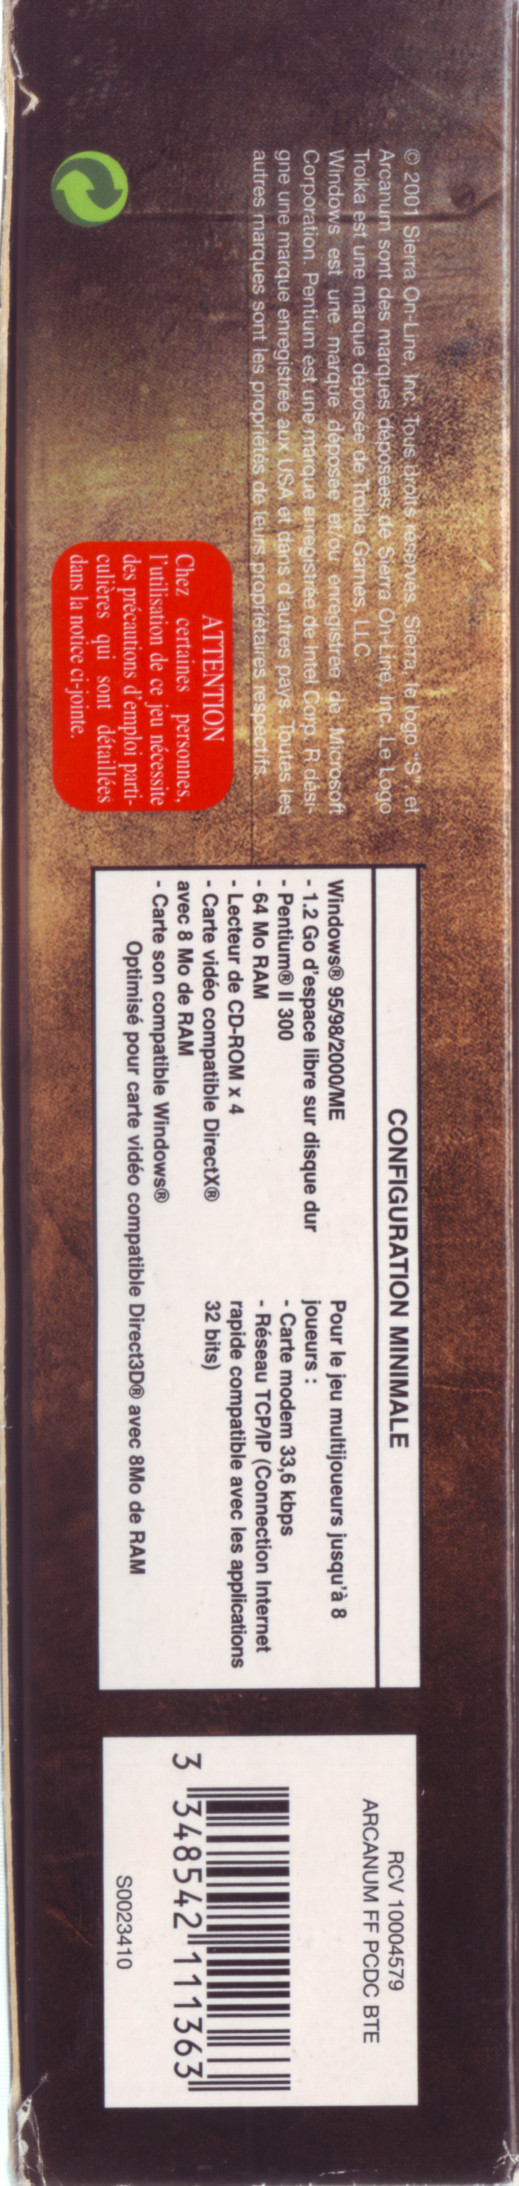 © 2001 Sierra On-Line, Inc. Tous droits réservés. Sierra, le logo "S", et
Arcanum sont des marques déposées de Sierra On-Line, Inc. Le Logo
Troika est une marque déposée de Troika Games, LLC.
Windows est une marque déposée et/ou enregistrée de Microsoft
Corporation. Pentium est une marque enregistrée de Intel Corp. R dési-
gne une marque enregistrée aux USA et dans d'autres pays. Toutes les
autres marques sont les propriétés de leurs propriétaires respectifs.
ATTENTION
Chez certaines personnes,
l'utilisation de ce jeu nécessite
des précautions d'emploi parti-
culières qui sont détaillées
dans la notice ci-jointe.
CONFIGURATION MINIMALE
Windows® 95/98/2000/ME
- 1.2 Go d'espace libre sur disque dur
- Pentium® II 300
- 64 Mo RAM
- Lecteur de CD-ROM x 4
- Carte vidéo compatible DirectX®
avec 8 Mo de RAM
- Carte son compatible Windows®
Pour le jeu multijoueurs jusqu'à 8
joueurs :
- Carte modem 33,6 kbps
- Réseau TCP/IP (Connection Internet
rapide compatible avec les applications
32 bits)
Optimisé pour carte vidéo compatible Direct3D® avec 8Mo de RAM
RCV 10004579
ARCANUM FF PCDC BTE
3 348542 111363
S0023410